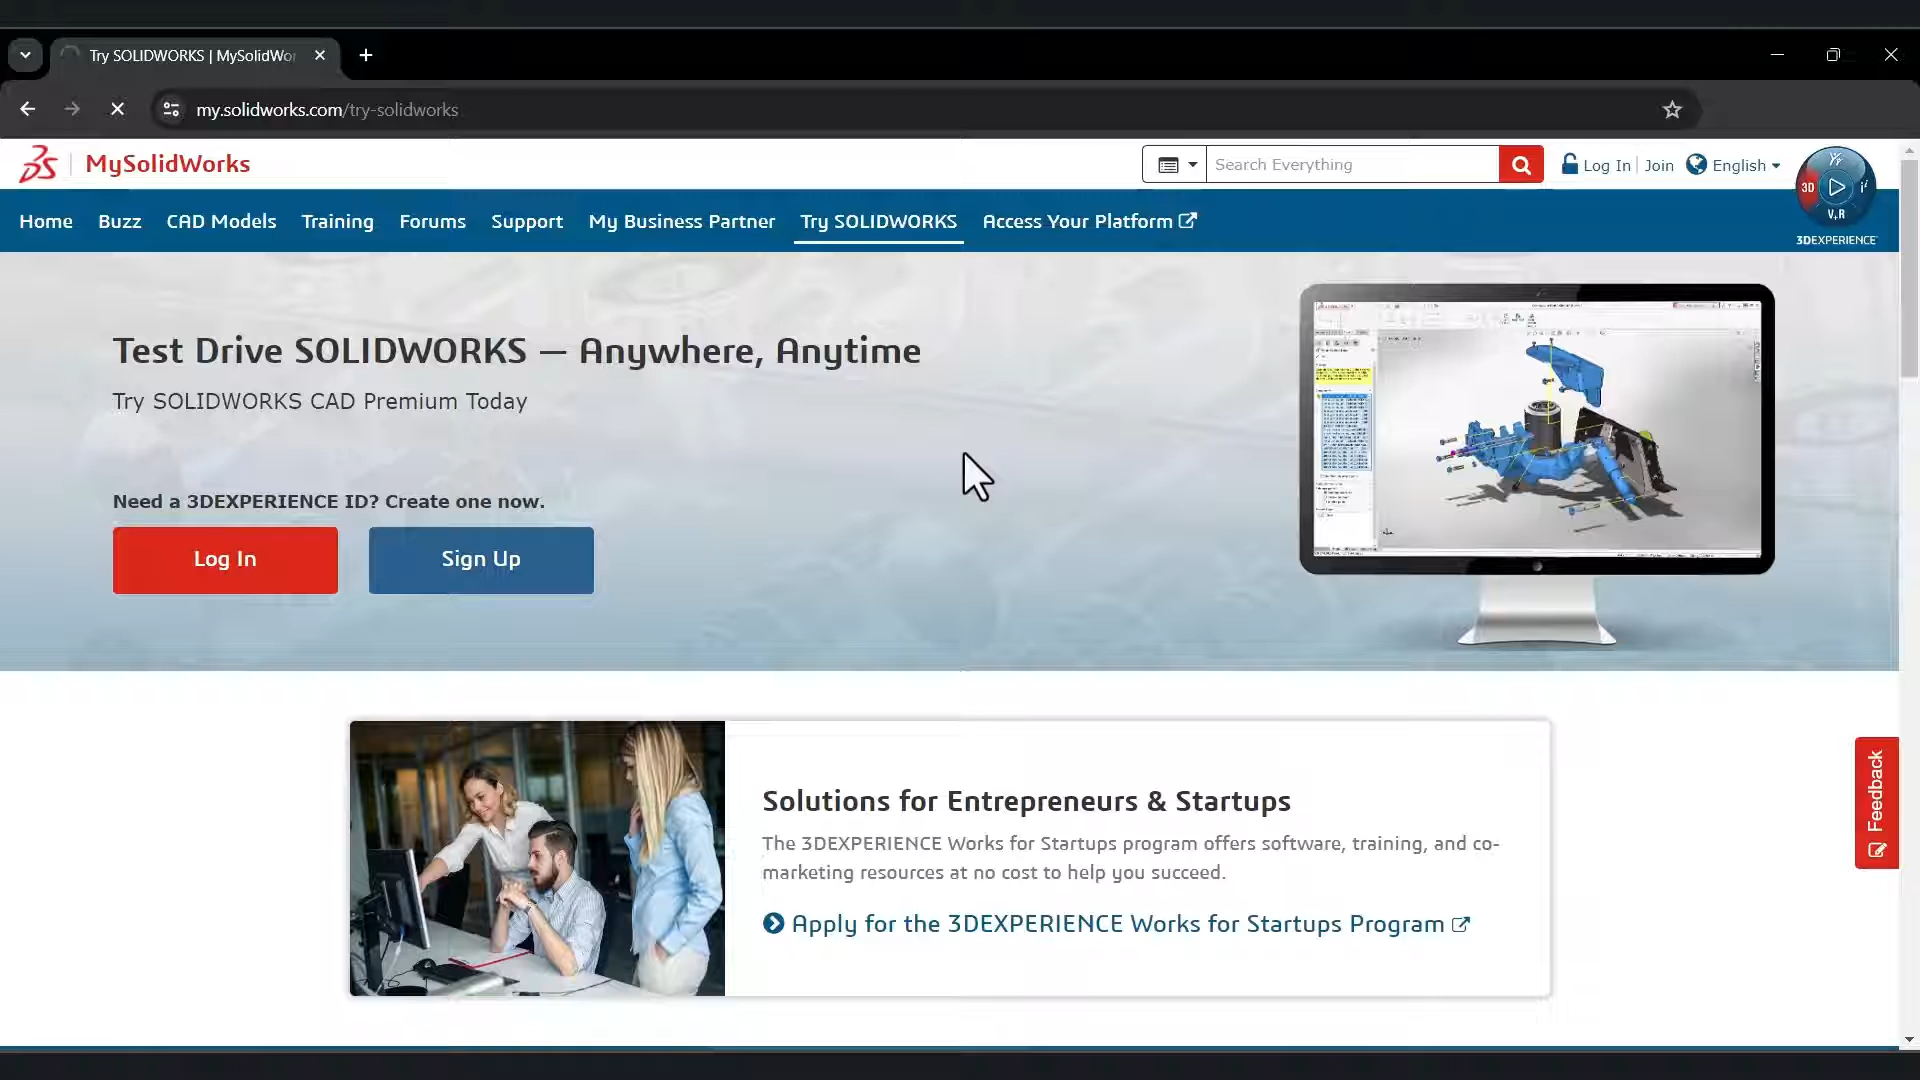 Try SOLIDWORKS | MySolidWor
my.solidworks.com/try-solidworks
MySolidWorks
Search Everything
Log In Join English
3D V,R
3DEXPERIENCE
Home Buzz CAD Models Training Forums Support My Business Partner Try SOLIDWORKS Access Your Platform
Test Drive SOLIDWORKS — Anywhere, Anytime
Try SOLIDWORKS CAD Premium Today
Need a 3DEXPERIENCE ID? Create one now.
Log In Sign Up
Solutions for Entrepreneurs & Startups
The 3DEXPERIENCE Works for Startups program offers software, training, and co-
marketing resources at no cost to help you succeed.
Apply for the 3DEXPERIENCE Works for Startups Program
Feedback